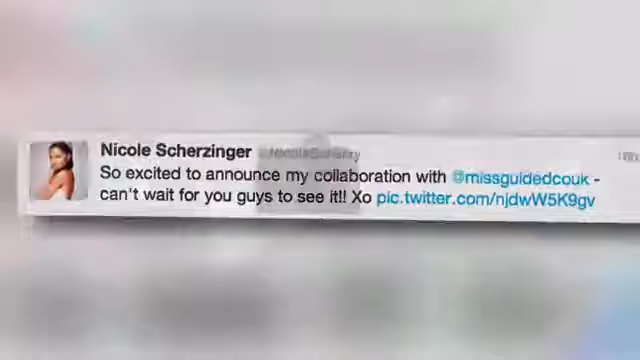 Nicole Scherzinger
So excited to announce my collaboration with @missguidedcouk -
can't wait for you guys to see it!! Xo pic.twitter.com/njdwW5K9gv